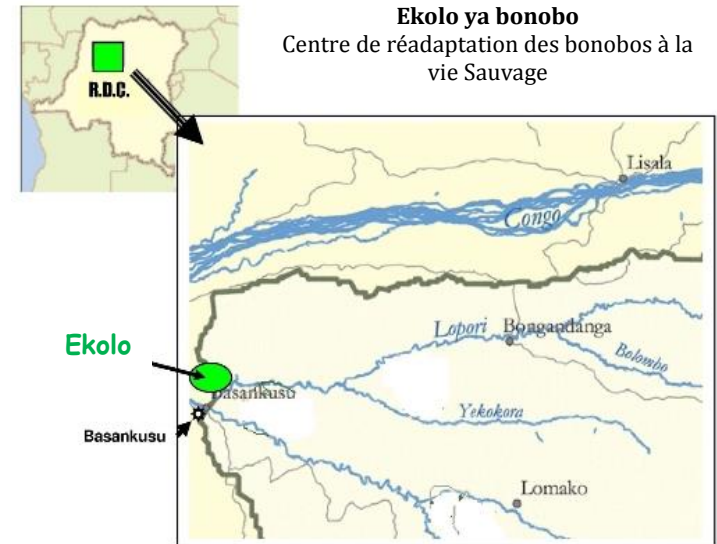 Ekolo ya bonobo
Centre de réadaptation des bonobos à la
vie Sauvage
R.D.C.
Lisala
Congo
Lopori
Bongandanga
Bolombo
Ekolo
Basankusu
Yekokora
Basankusu
Lomako